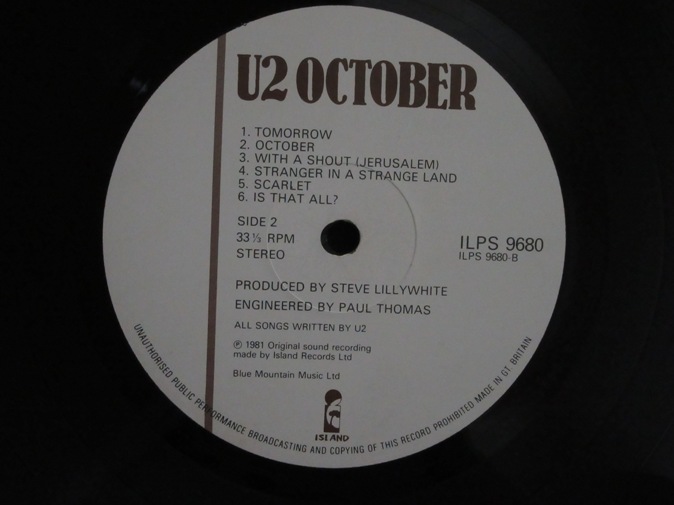 U2 OCTOBER
1. TOMORROW
2. OCTOBER
3. WITH A SHOUT (JERUSALEM)
4. STRANGER IN A STRANGE LAND
5. SCARLET
6. IS THAT ALL?
SIDE 2
33⅓ RPM
STEREO
ILPS 9680
ILPS 9680-B
PRODUCED BY STEVE LILLYWHITE
ENGINEERED BY PAUL THOMAS
ALL SONGS WRITTEN BY U2
℗ 1981 Original sound recording
made by Island Records Ltd
Blue Mountain Music Ltd
ISLAND
UNAUTHORISED PUBLIC PERFORMANCE BROADCASTING AND COPYING OF THIS RECORD PROHIBITED MADE IN GT BRITAIN